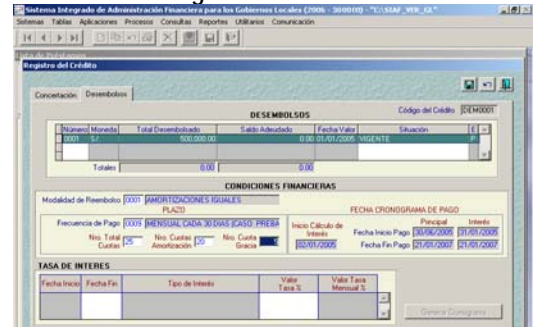 Sistema Integrado de Administración Financiera para los Gobiernos Locales (2005 - 300000) - "C:\SIAF_VER_GL"
Sistemas Tablas Aplicaciones Procesos Consultas Reportes Utilitarios Comunicación
Registro del Crédito
Concertación Desembolsos
Código del Crédito DEM0001
DESEMBOLSOS
Número Moneda Total Desembolsado Saldo Adeudado Fecha Valor Situación E
0001 S/. 500,000.00 0.00 01/01/2005 VIGENTE P
Totales 0.00 0.00
CONDICIONES FINANCIERAS
Modalidad de Reembolso 0001 AMORTIZACIONES IGUALES
PLAZO FECHA CRONOGRAMA DE PAGO
Frecuencia de Pago 0009 MENSUAL CADA 30 DIAS (CASO: PREBA
Inicio Cálculo de Interés 02/01/2005
Principal Interés
Fecha Inicio Pago 30/06/2005 31/01/2005
Fecha Fin Pago 21/01/2007 21/01/2007
Nro. Total Cuotas 25 Nro. Cuotas Amortización 20 Nro. Cuota Gracia 5
TASA DE INTERES
Fecha Inicio Fecha Fin Tipo de Interés Valor Tasa % Valor Tasa Mensual %
Genera Cronograma